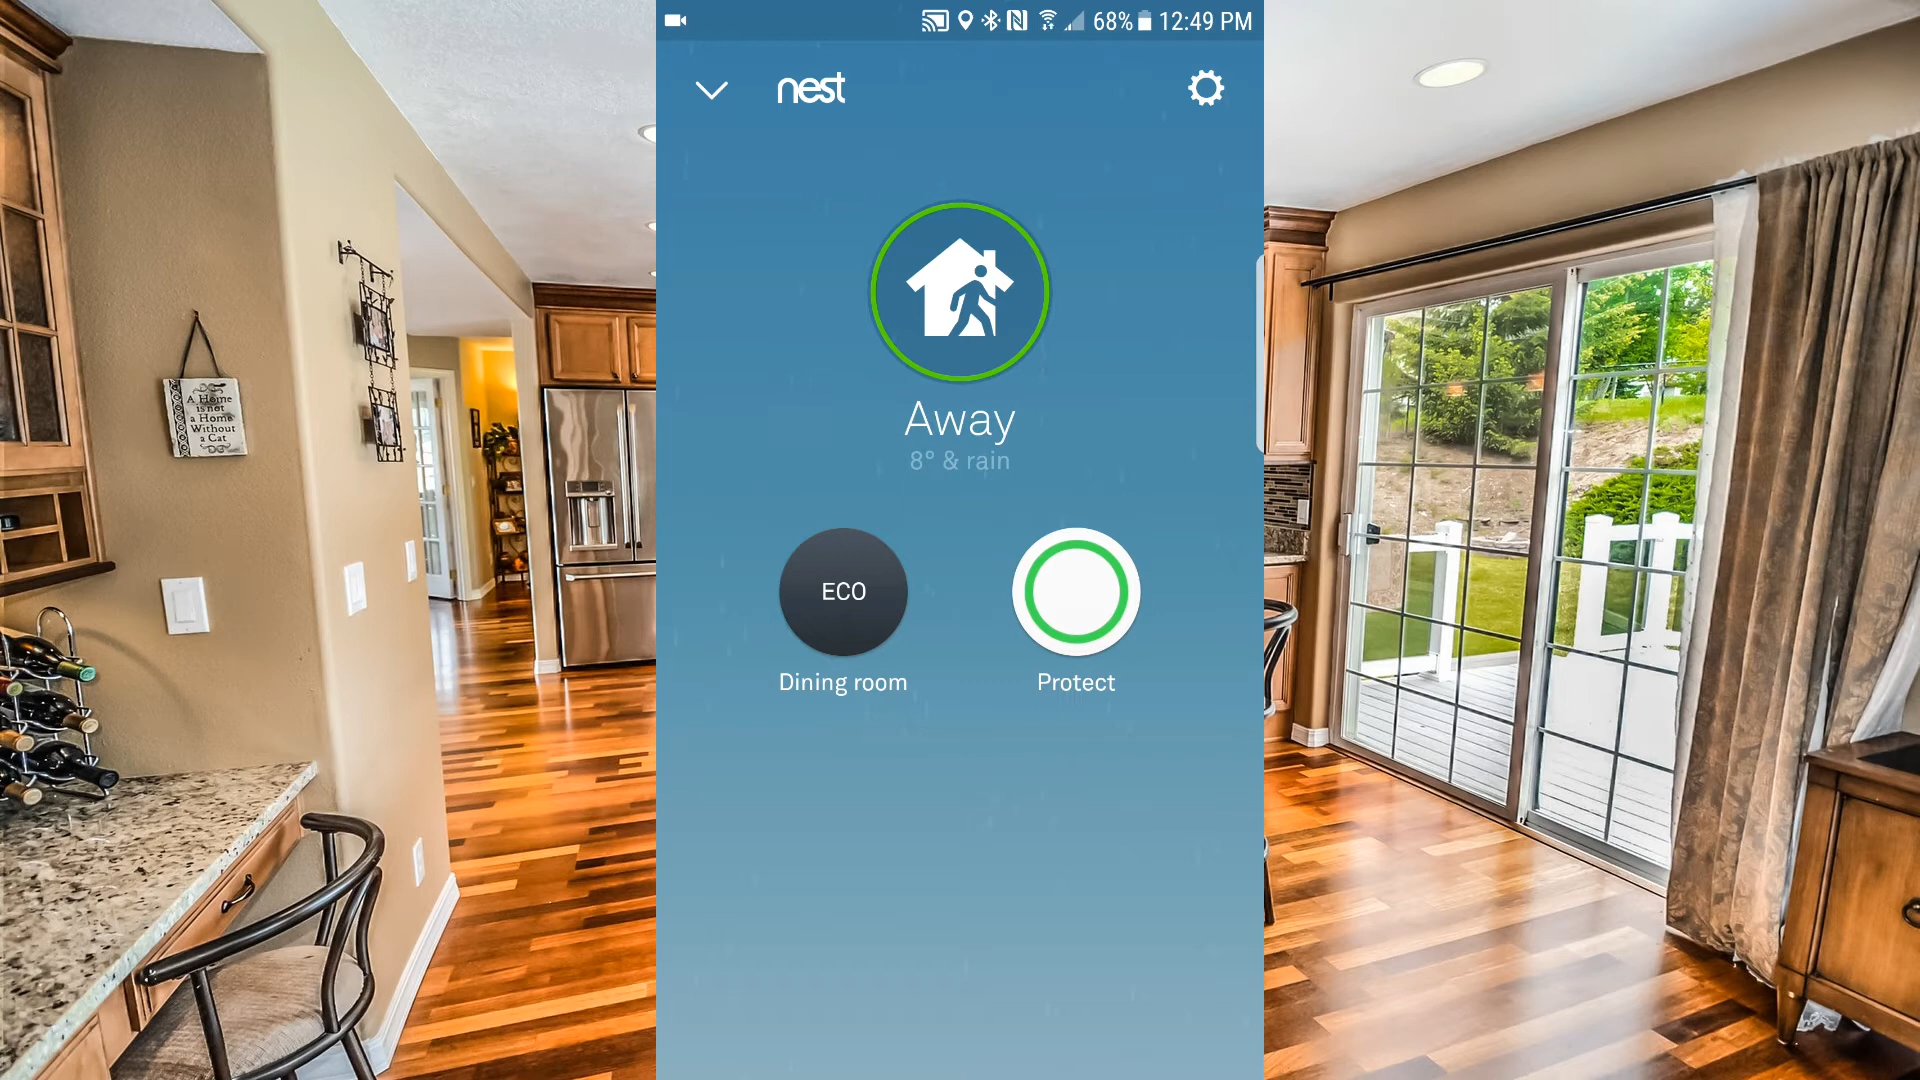 68% 12:49 PM
nest
Away
8° & rain
ECO
Dining room
Protect
A Home
is not
a Home
Without
a Cat